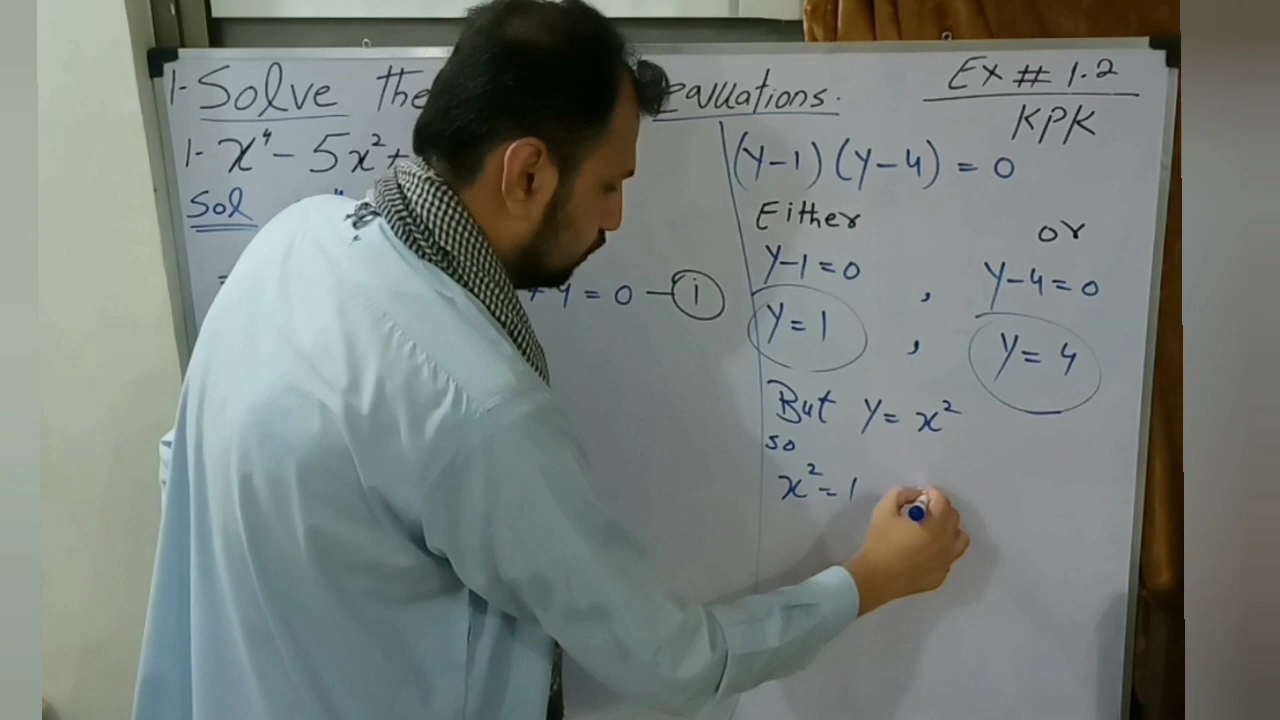 1- Solve the equations.
Ex # 1.2
KPK
1- x⁴ - 5x² +
Sol
+ 4 = 0 — (i)
(y-1) (y-4) = 0
Either or
y-1=0 , y-4=0
y=1 , y=4
But y= x²
so
x²=1